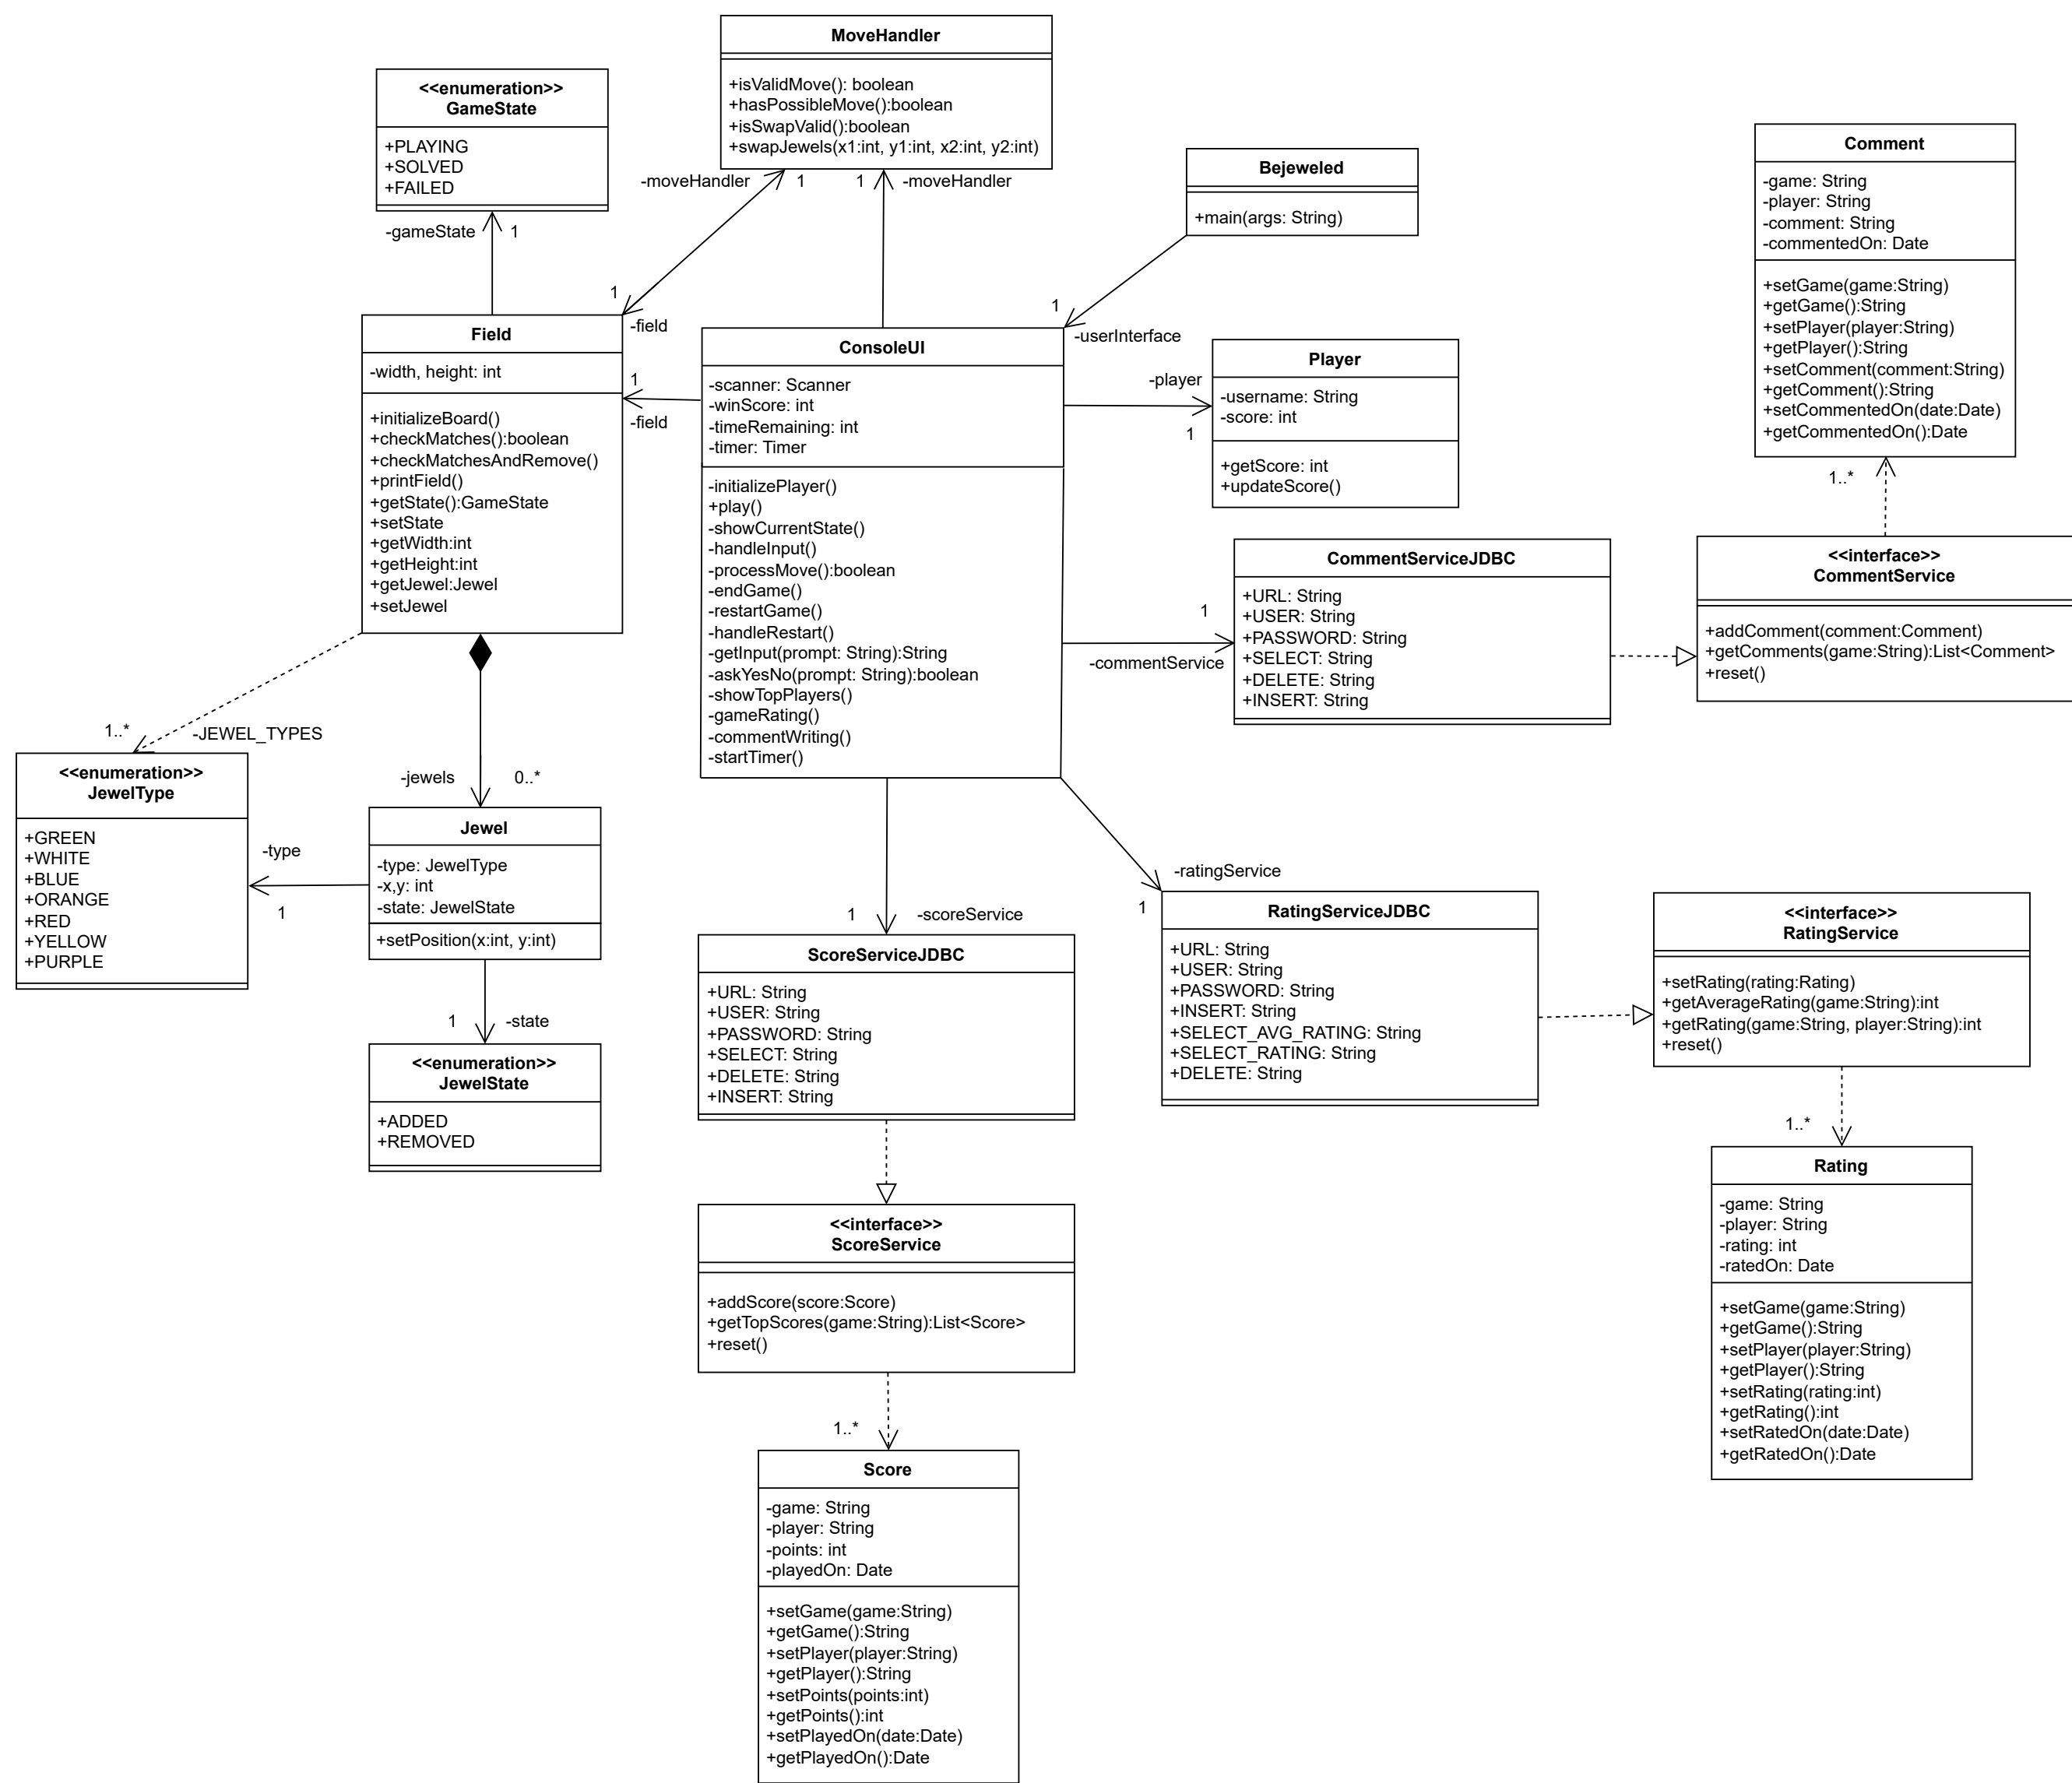 MoveHandler
+isValidMove(): boolean
+hasPossibleMove():boolean
+isSwapValid():boolean
+swapJewels(x1:int, y1:int, x2:int, y2:int)
<<enumeration>>
GameState
+PLAYING
+SOLVED
+FAILED
-gameState
1
-moveHandler
1
1
-moveHandler
Bejeweled
+main(args: String)
Comment
-game: String
-player: String
-comment: String
-commentedOn: Date
+setGame(game:String)
+getGame():String
+setPlayer(player:String)
+getPlayer():String
+setComment(comment:String)
+getComment():String
+setCommentedOn(date:Date)
+getCommentedOn():Date
1
-field
1
-userInterface
Field
-width, height: int
+initializeBoard()
+checkMatches():boolean
+checkMatchesAndRemove()
+printField()
+getState():GameState
+setState
+getWidth:int
+getHeight:int
+getJewel:Jewel
+setJewel
1
-field
ConsoleUI
-scanner: Scanner
-winScore: int
-timeRemaining: int
-timer: Timer
-initializePlayer()
+play()
-showCurrentState()
-handleInput()
-processMove():boolean
-endGame()
-restartGame()
-handleRestart()
-getInput(prompt: String):String
-askYesNo(prompt: String):boolean
-showTopPlayers()
-gameRating()
-commentWriting()
-startTimer()
-player
1
Player
-username: String
-score: int
+getScore: int
+updateScore()
1..*
1
-commentService
CommentServiceJDBC
+URL: String
+USER: String
+PASSWORD: String
+SELECT: String
+DELETE: String
+INSERT: String
<<interface>>
CommentService
+addComment(comment:Comment)
+getComments(game:String):List<Comment>
+reset()
1..*
-JEWEL_TYPES
<<enumeration>>
JewelType
+GREEN
+WHITE
+BLUE
+ORANGE
+RED
+YELLOW
+PURPLE
-jewels
0..*
-type
1
Jewel
-type: JewelType
-x,y: int
-state: JewelState
+setPosition(x:int, y:int)
1
-state
<<enumeration>>
JewelState
+ADDED
+REMOVED
1
-scoreService
-ratingService
1
ScoreServiceJDBC
+URL: String
+USER: String
+PASSWORD: String
+SELECT: String
+DELETE: String
+INSERT: String
RatingServiceJDBC
+URL: String
+USER: String
+PASSWORD: String
+INSERT: String
+SELECT_AVG_RATING: String
+SELECT_RATING: String
+DELETE: String
<<interface>>
RatingService
+setRating(rating:Rating)
+getAverageRating(game:String):int
+getRating(game:String, player:String):int
+reset()
1..*
Rating
-game: String
-player: String
-rating: int
-ratedOn: Date
+setGame(game:String)
+getGame():String
+setPlayer(player:String)
+getPlayer():String
+setRating(rating:int)
+getRating():int
+setRatedOn(date:Date)
+getRatedOn():Date
<<interface>>
ScoreService
+addScore(score:Score)
+getTopScores(game:String):List<Score>
+reset()
1..*
Score
-game: String
-player: String
-points: int
-playedOn: Date
+setGame(game:String)
+getGame():String
+setPlayer(player:String)
+getPlayer():String
+setPoints(points:int)
+getPoints():int
+setPlayedOn(date:Date)
+getPlayedOn():Date